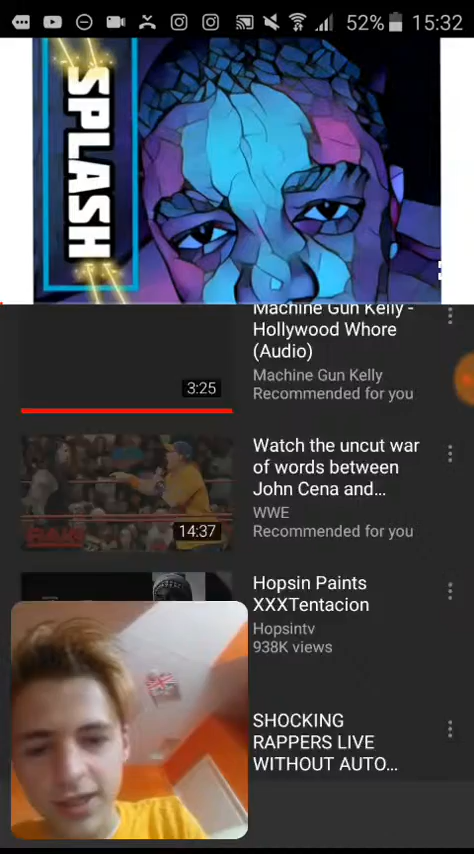 52% 15:32
SPLASH
Machine Gun Kelly -
Hollywood Whore
(Audio)
Machine Gun Kelly
Recommended for you
3:25
Watch the uncut war
of words between
John Cena and...
WWE
Recommended for you
14:37
RAW
Hopsin Paints
XXXTentacion
Hopsintv
938K views
SHOCKING
RAPPERS LIVE
WITHOUT AUTO...